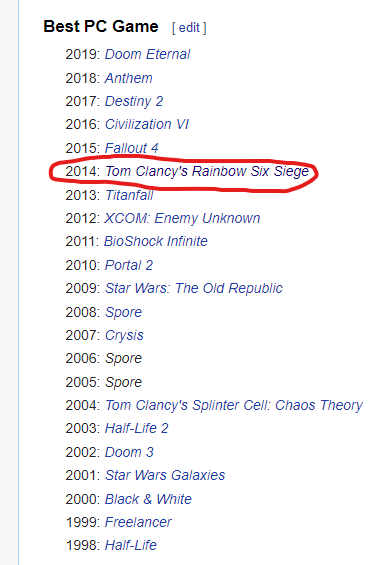 Best PC Game [ edit ]
2019: Doom Eternal
2018: Anthem
2017: Destiny 2
2016: Civilization VI
2015: Fallout 4
2014: Tom Clancy's Rainbow Six Siege
2013: Titanfall
2012: XCOM: Enemy Unknown
2011: BioShock Infinite
2010: Portal 2
2009: Star Wars: The Old Republic
2008: Spore
2007: Crysis
2006: Spore
2005: Spore
2004: Tom Clancy's Splinter Cell: Chaos Theory
2003: Half-Life 2
2002: Doom 3
2001: Star Wars Galaxies
2000: Black & White
1999: Freelancer
1998: Half-Life